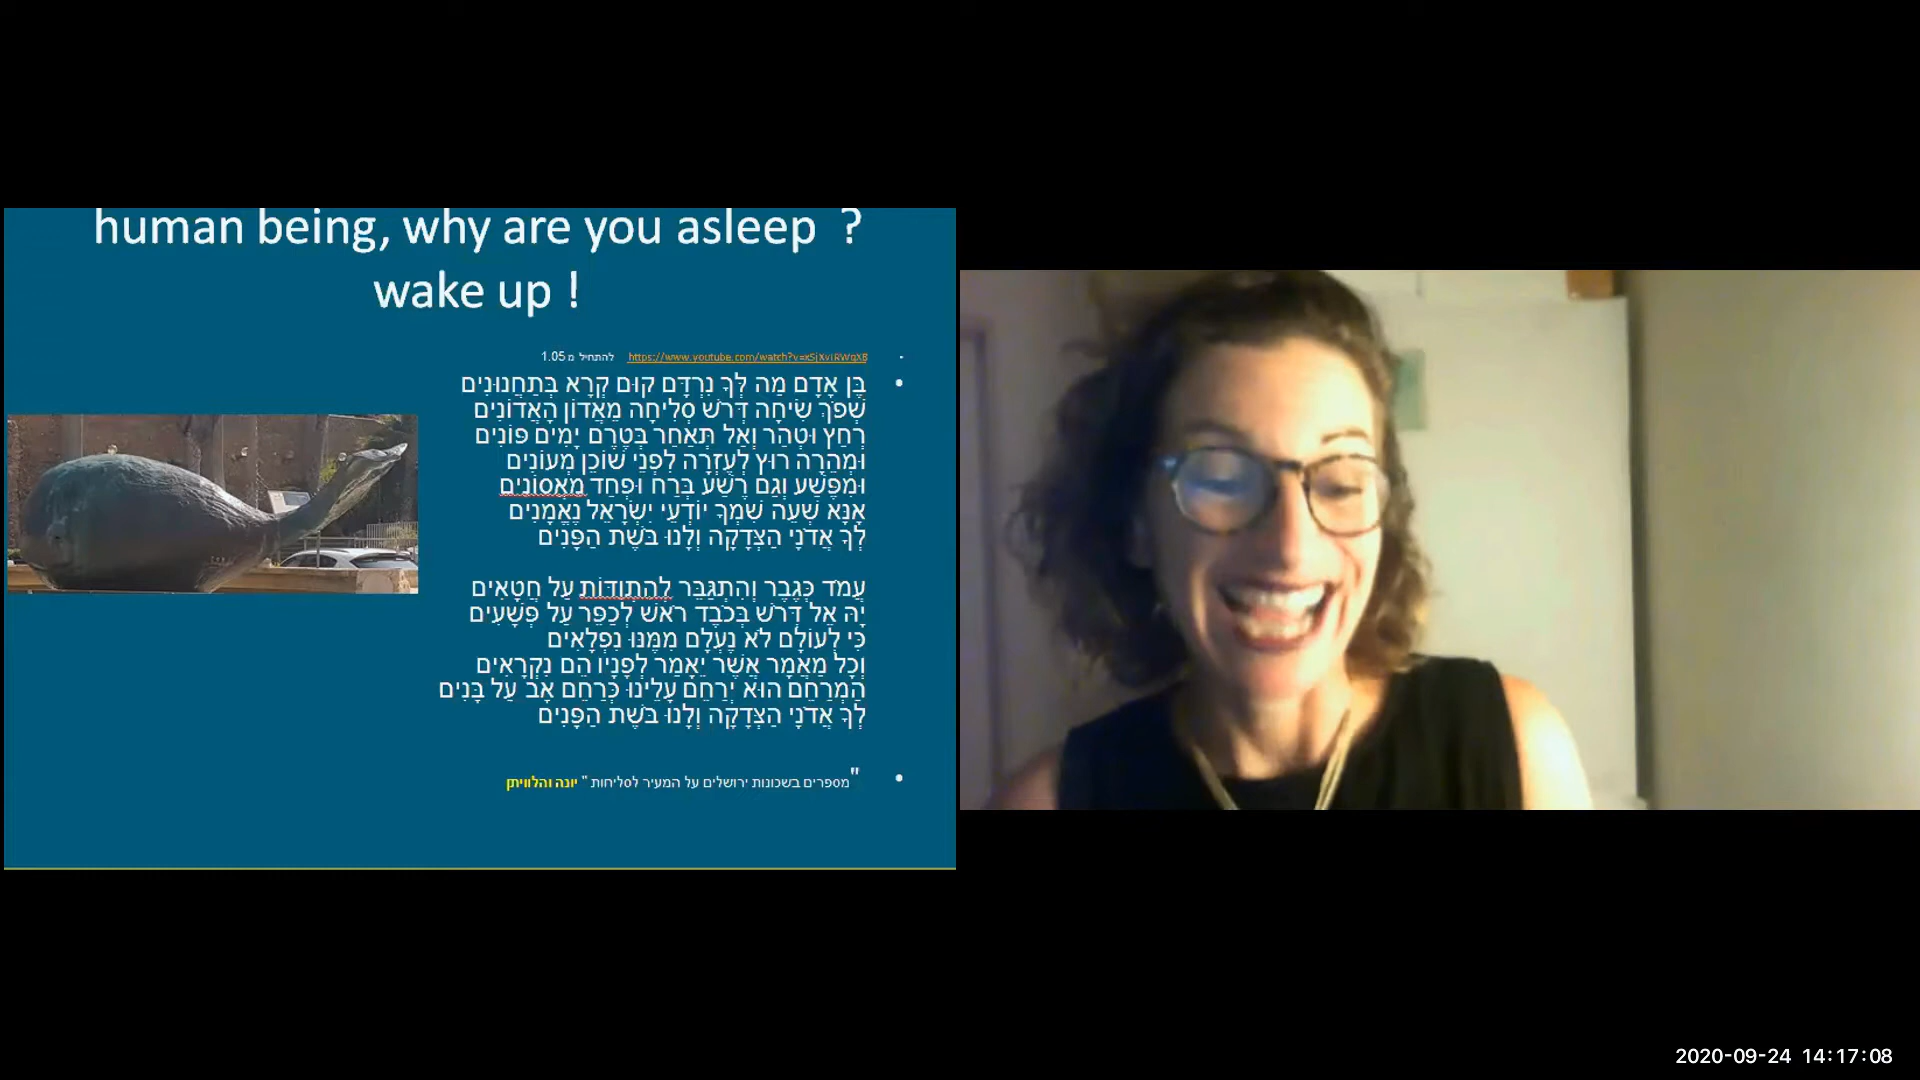 human being, why are you asleep ?
wake up !
https://www.youtube.com/watch?v=xSjXviRWqX8 להתחיל מ 1.05
בֶּן אָדָם מַה לְּךָ נִרְדָּם קוּם קְרָא בְּתַחֲנוּנִים
שְׁפֹךְ שִׂיחָה דְּרֹשׁ סְלִיחָה מֵאֲדוֹן הָאֲדוֹנִים
רְחַץ וּטְהַר וְאַל תְּאַחַר בְּטֶרֶם יָמִים פּוֹנִים
וּמְהֵרָה רוּץ לְעֶזְרָה לִפְנֵי שׁוֹכֵן מְעוֹנִים
וּמִפֶּשַׁע וְגַם רֶשַׁע בְּרַח וּפְחַד מֵאֲסוֹנִים
אָנָּא שְׁעֵה שִׁמְךָ יוֹדְעֵי יִשְׂרָאֵל נֶאֱמָנִים
לְךָ אֲדֹנָי הַצְּדָקָה וְלָנוּ בֹּשֶׁת הַפָּנִים
עֲמֹד כְּגֶבֶר וְהִתְגַּבֵּר לְהִתְוַדּוֹת עַל חֲטָאִים
יָהּ אֵל דְּרֹשׁ בְּכֹבֶד רֹאשׁ לְכַפֵּר עַל פְּשָׁעִים
כִּי לְעוֹלָם לֹא נֶעְלָם מִמֶּנּוּ נִפְלָאִים
וְכָל מַאֲמָר אֲשֶׁר יֵאָמַר לְפָנָיו הֵם נִקְרָאִים
הַמְרַחֵם הוּא יְרַחֵם עָלֵינוּ כְּרַחֵם אָב עַל בָּנִים
לְךָ אֲדֹנָי הַצְּדָקָה וְלָנוּ בֹּשֶׁת הַפָּנִים
"מספרים בשכונות ירושלים על המעיר לסליחות " יונה והלוויתן
2020-09-24 14:17:08